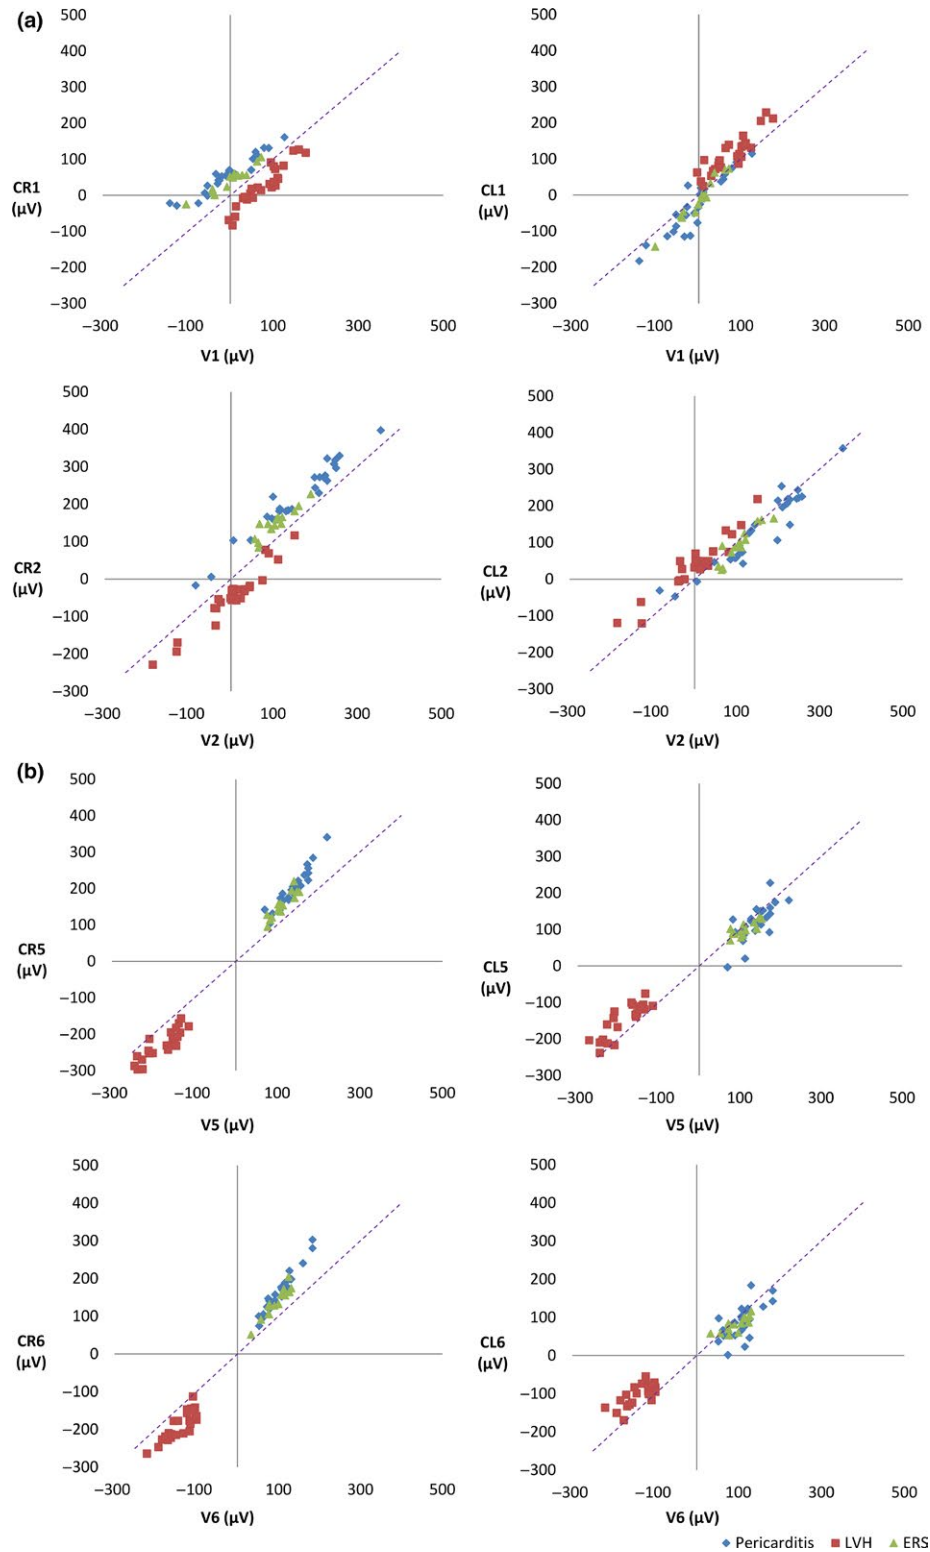 (a)
500
400
300
200
100
0
–100
–200
–300
CR1
(µV)
–300 –100 100 300 500
V1 (µV)
500
400
300
200
100
0
–100
–200
–300
CL1
(µV)
–300 –100 100 300 500
V1 (µV)
500
400
300
200
100
0
–100
–200
–300
CR2
(µV)
–300 –100 100 300 500
V2 (µV)
500
400
300
200
100
0
–100
–200
–300
CL2
(µV)
–300 –100 100 300 500
V2 (µV)
(b)
500
400
300
200
100
0
–100
–200
–300
CR5
(µV)
–300 –100 100 300 500
V5 (µV)
500
400
300
200
100
0
–100
–200
–300
CL5
(µV)
–300 –100 100 300 500
V5 (µV)
500
400
300
200
100
0
–100
–200
–300
CR6
(µV)
–300 –100 100 300 500
V6 (µV)
500
400
300
200
100
0
–100
–200
–300
CL6
(µV)
–300 –100 100 300 500
V6 (µV)
Pericarditis LVH ERS